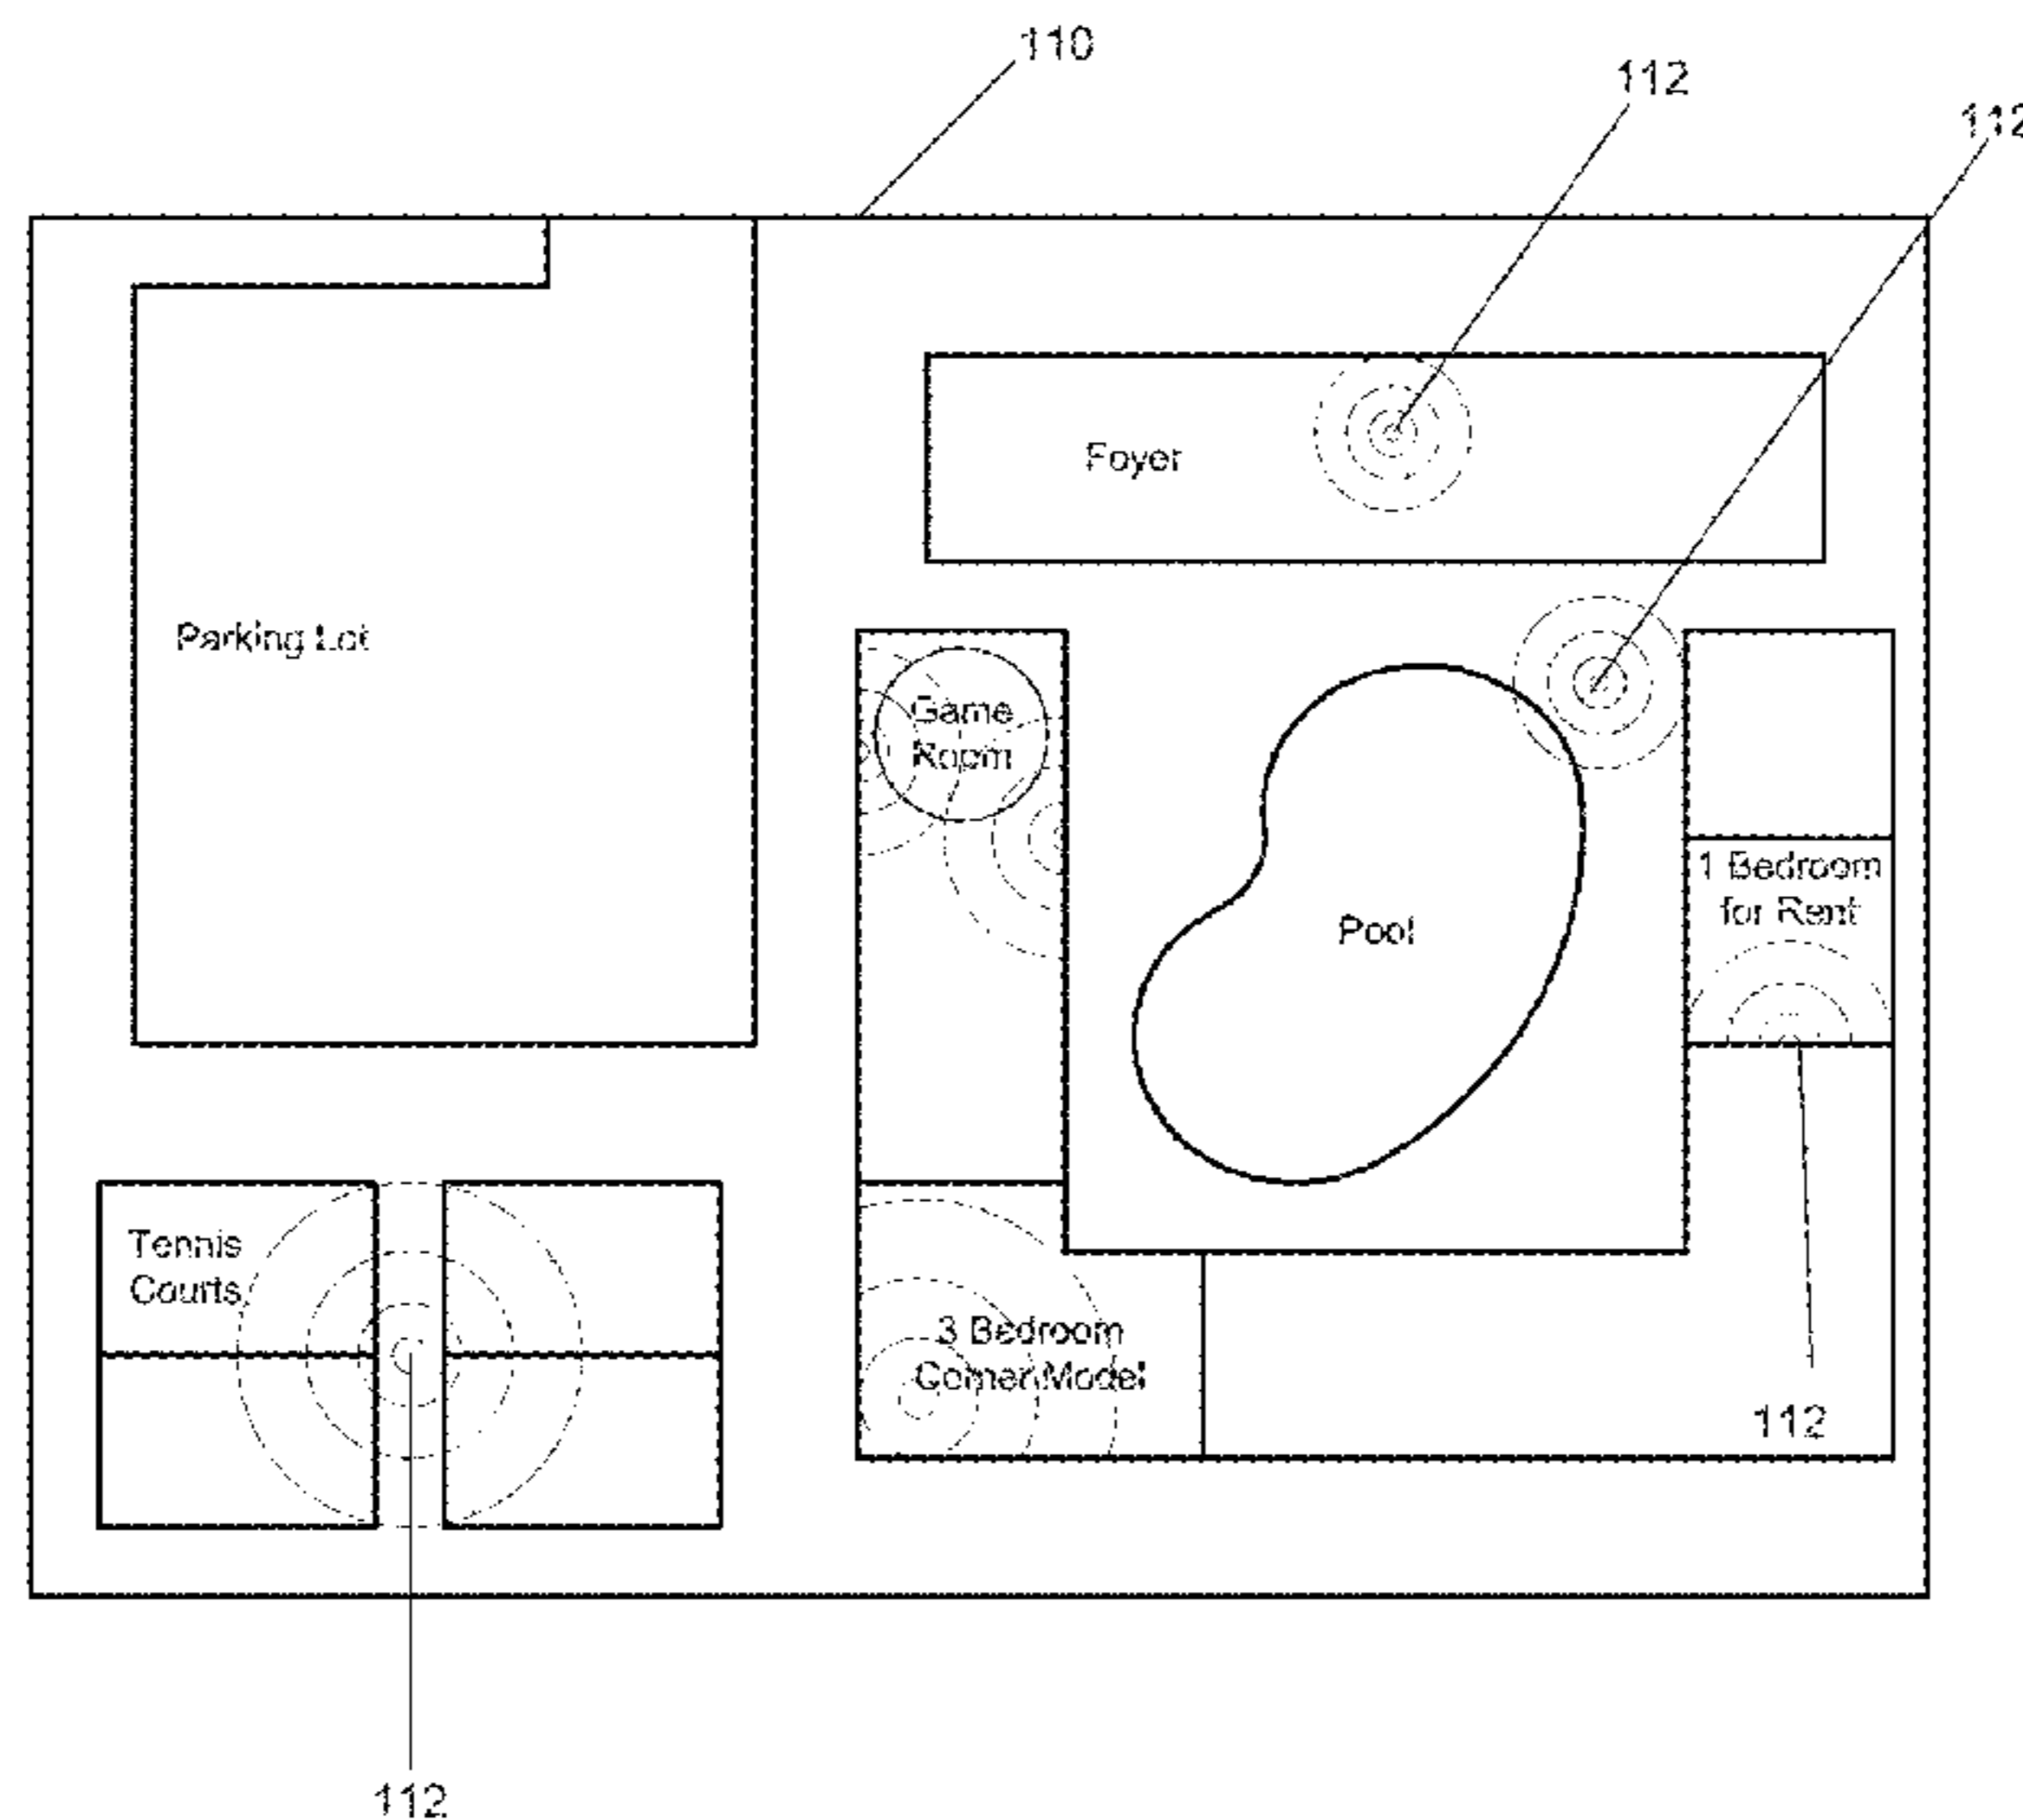 110
112
112
Foyer
Parking Lot
Game
Room
1 Bedroom
for Rent
Pool
Tennis
Courts
3 Bedroom
Corner Model
112
112